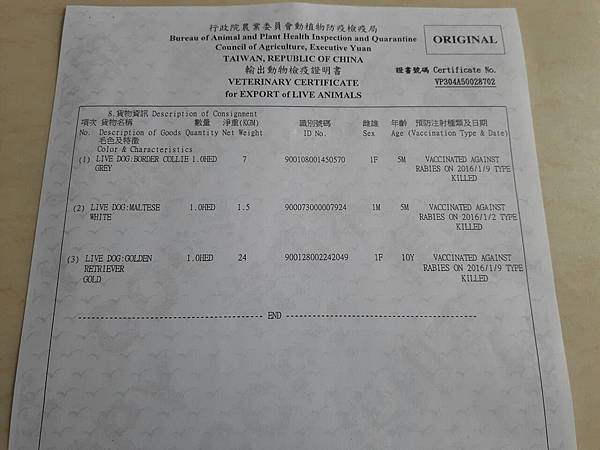 行政院農業委員會動植物防疫檢疫局
Bureau of Animal and Plant Health Inspection and Quarantine
Council of Agriculture, Executive Yuan
TAIWAN, REPUBLIC OF CHINA
輸出動物檢疫證明書
VETERINARY CERTIFICATE
for EXPORT of LIVE ANIMALS
ORIGINAL
證書號碼 Certificate No.
VP304A50028702
8.貨物資訊 Description of Consignment
項次 貨物名稱 數量 淨重(KGM) 識別號碼 雌雄 年齡 預防注射種類及日期
No. Description of Goods Quantity Net Weight ID No. Sex Age (Vaccination Type & Date)
毛色及特徵
Color & Characteristics
(1) LIVE DOG:BORDER COLLIE 1.0HED 7 900108001450570 1F 5M VACCINATED AGAINST
GREY RABIES ON 2016/1/9 TYPE
KILLED
(2) LIVE DOG:MALTESE 1.0HED 1.5 900073000007924 1M 5M VACCINATED AGAINST
WHITE RABIES ON 2016/1/2 TYPE
KILLED
(3) LIVE DOG:GOLDEN 1.0HED 24 900128002242049 1F 10Y VACCINATED AGAINST
RETRIEVER RABIES ON 2016/1/9 TYPE
GOLD KILLED
END